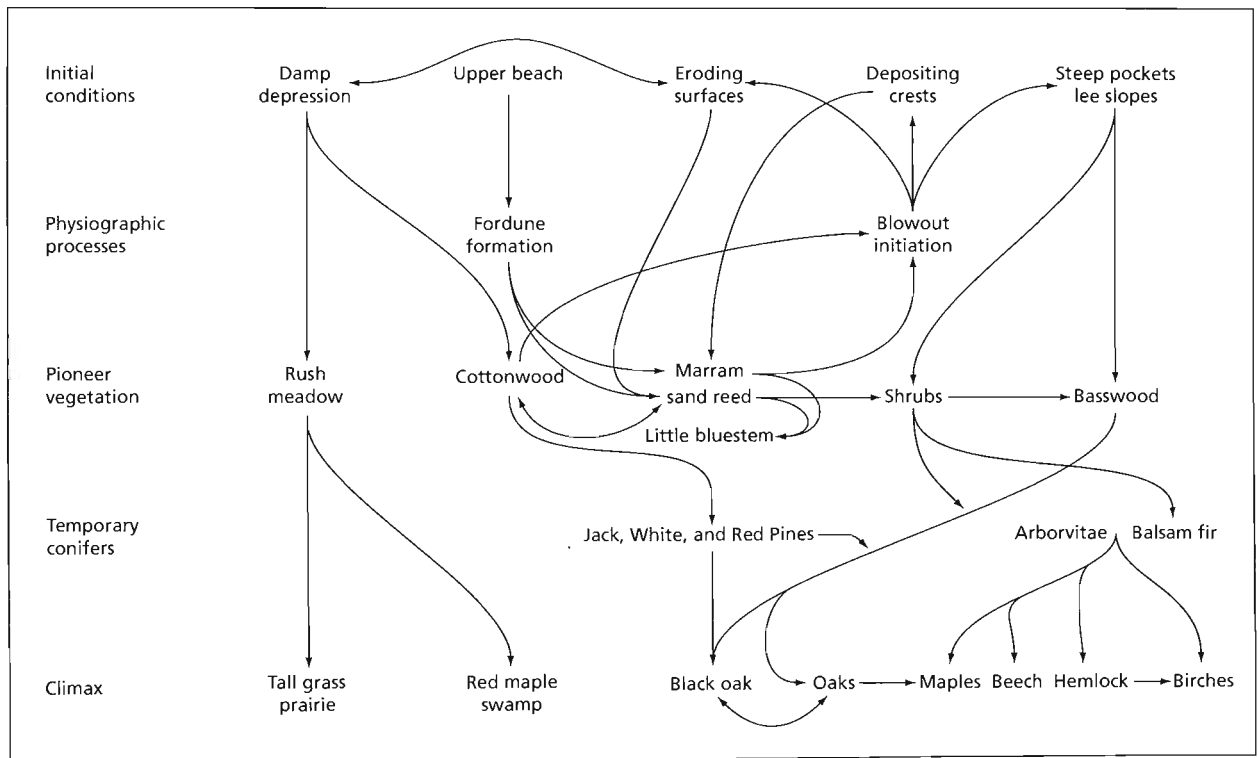 Initial
conditions
Damp
depression
Upper beach
Eroding
surfaces
Depositing
crests
Steep pockets
lee slopes
Physiographic
processes
Fordune
formation
Blowout
initiation
Pioneer
vegetation
Rush
meadow
Cottonwood
Marram
sand reed
Little bluestem
Shrubs
Basswood
Temporary
conifers
Jack, White, and Red Pines
Arborvitae
Balsam fir
Climax
Tall grass
prairie
Red maple
swamp
Black oak
Oaks
Maples
Beech
Hemlock
Birches